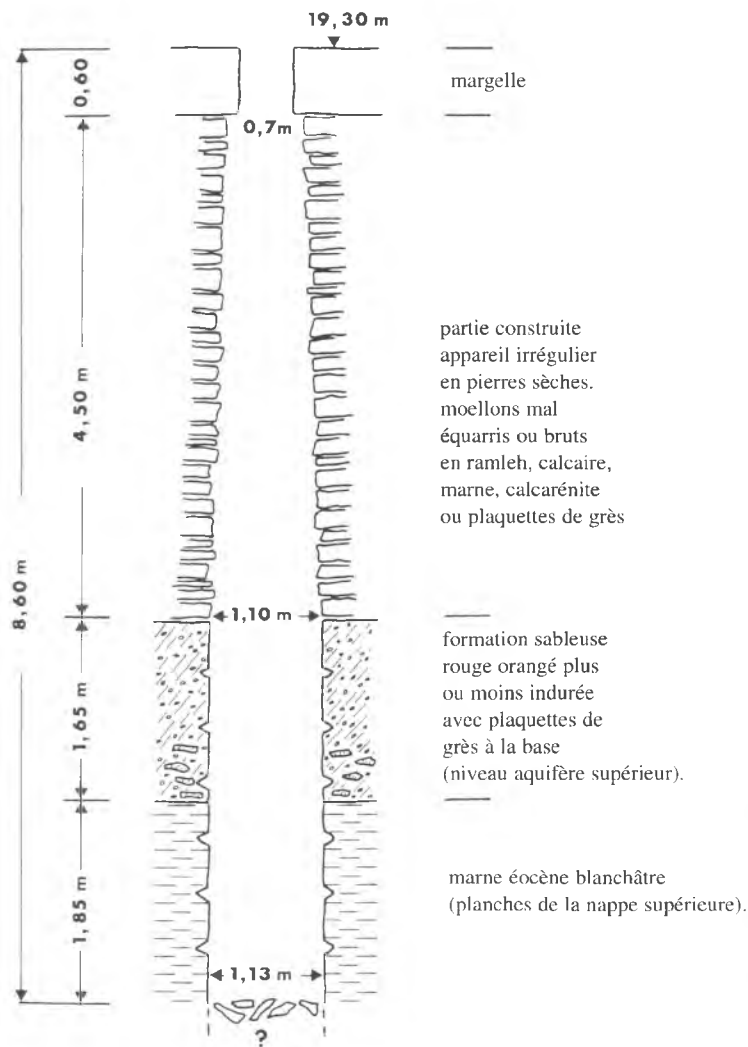 19,30 m
0,60
margelle
0,7m
8,60 m
4,50 m
partie construite
appareil irrégulier
en pierres sèches.
moellons mal
équarris ou bruts
en ramleh, calcaire,
marne, calcarénite
ou plaquettes de grès
1,10 m
1,65 m
formation sableuse
rouge orangé plus
ou moins indurée
avec plaquettes de
grès à la base
(niveau aquifère supérieur).
1,85 m
marne éocène blanchâtre
(planches de la nappe supérieure).
1,13 m
?